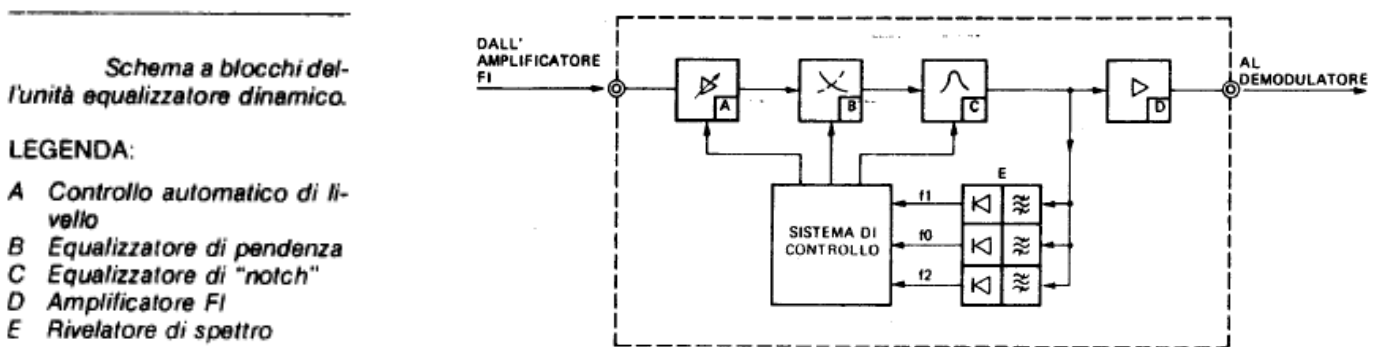 Schema a blocchi del-
l'unità equalizzatore dinamico.
LEGENDA:
A Controllo automatico di li-
vello
B Equalizzatore di pendenza
C Equalizzatore di "notch"
D Amplificatore FI
E Rivelatore di spettro
DALL'
AMPLIFICATORE
FI
A
B
C
D
AL
DEMODULATORE
E
f1
f0
f2
SISTEMA DI
CONTROLLO